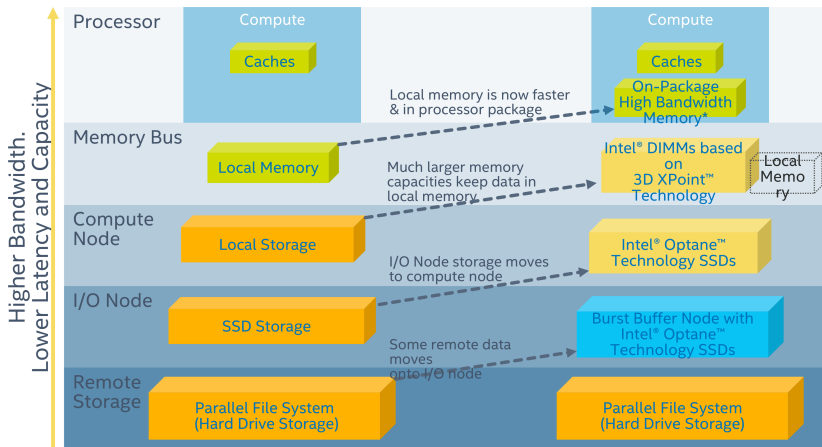 Higher Bandwidth.
Lower Latency and Capacity
Processor
Compute
Compute
Caches
Caches
Local memory is now faster
& in processor package
On-Package
High Bandwidth
Memory*
Memory Bus
Local Memory
Much larger memory
capacities keep data in
local memory
Intel® DIMMs based
on
3D XPoint™
Technology
Local
Memo
ry
Compute
Node
Local Storage
I/O Node storage moves
to compute node
Intel® Optane™
Technology SSDs
I/O Node
SSD Storage
Some remote data
moves
onto I/O node
Burst Buffer Node with
Intel® Optane™
Technology SSDs
Remote
Storage
Parallel File System
(Hard Drive Storage)
Parallel File System
(Hard Drive Storage)